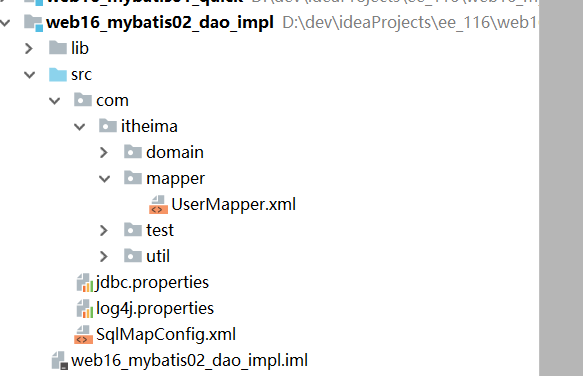 web16_mybatis01_quick D:\dev\ideaProjects\ee_116\web16_m
web16_mybatis02_dao_impl D:\dev\ideaProjects\ee_116\web1
lib
src
com
itheima
domain
mapper
UserMapper.xml
test
util
jdbc.properties
log4j.properties
SqlMapConfig.xml
web16_mybatis02_dao_impl.iml